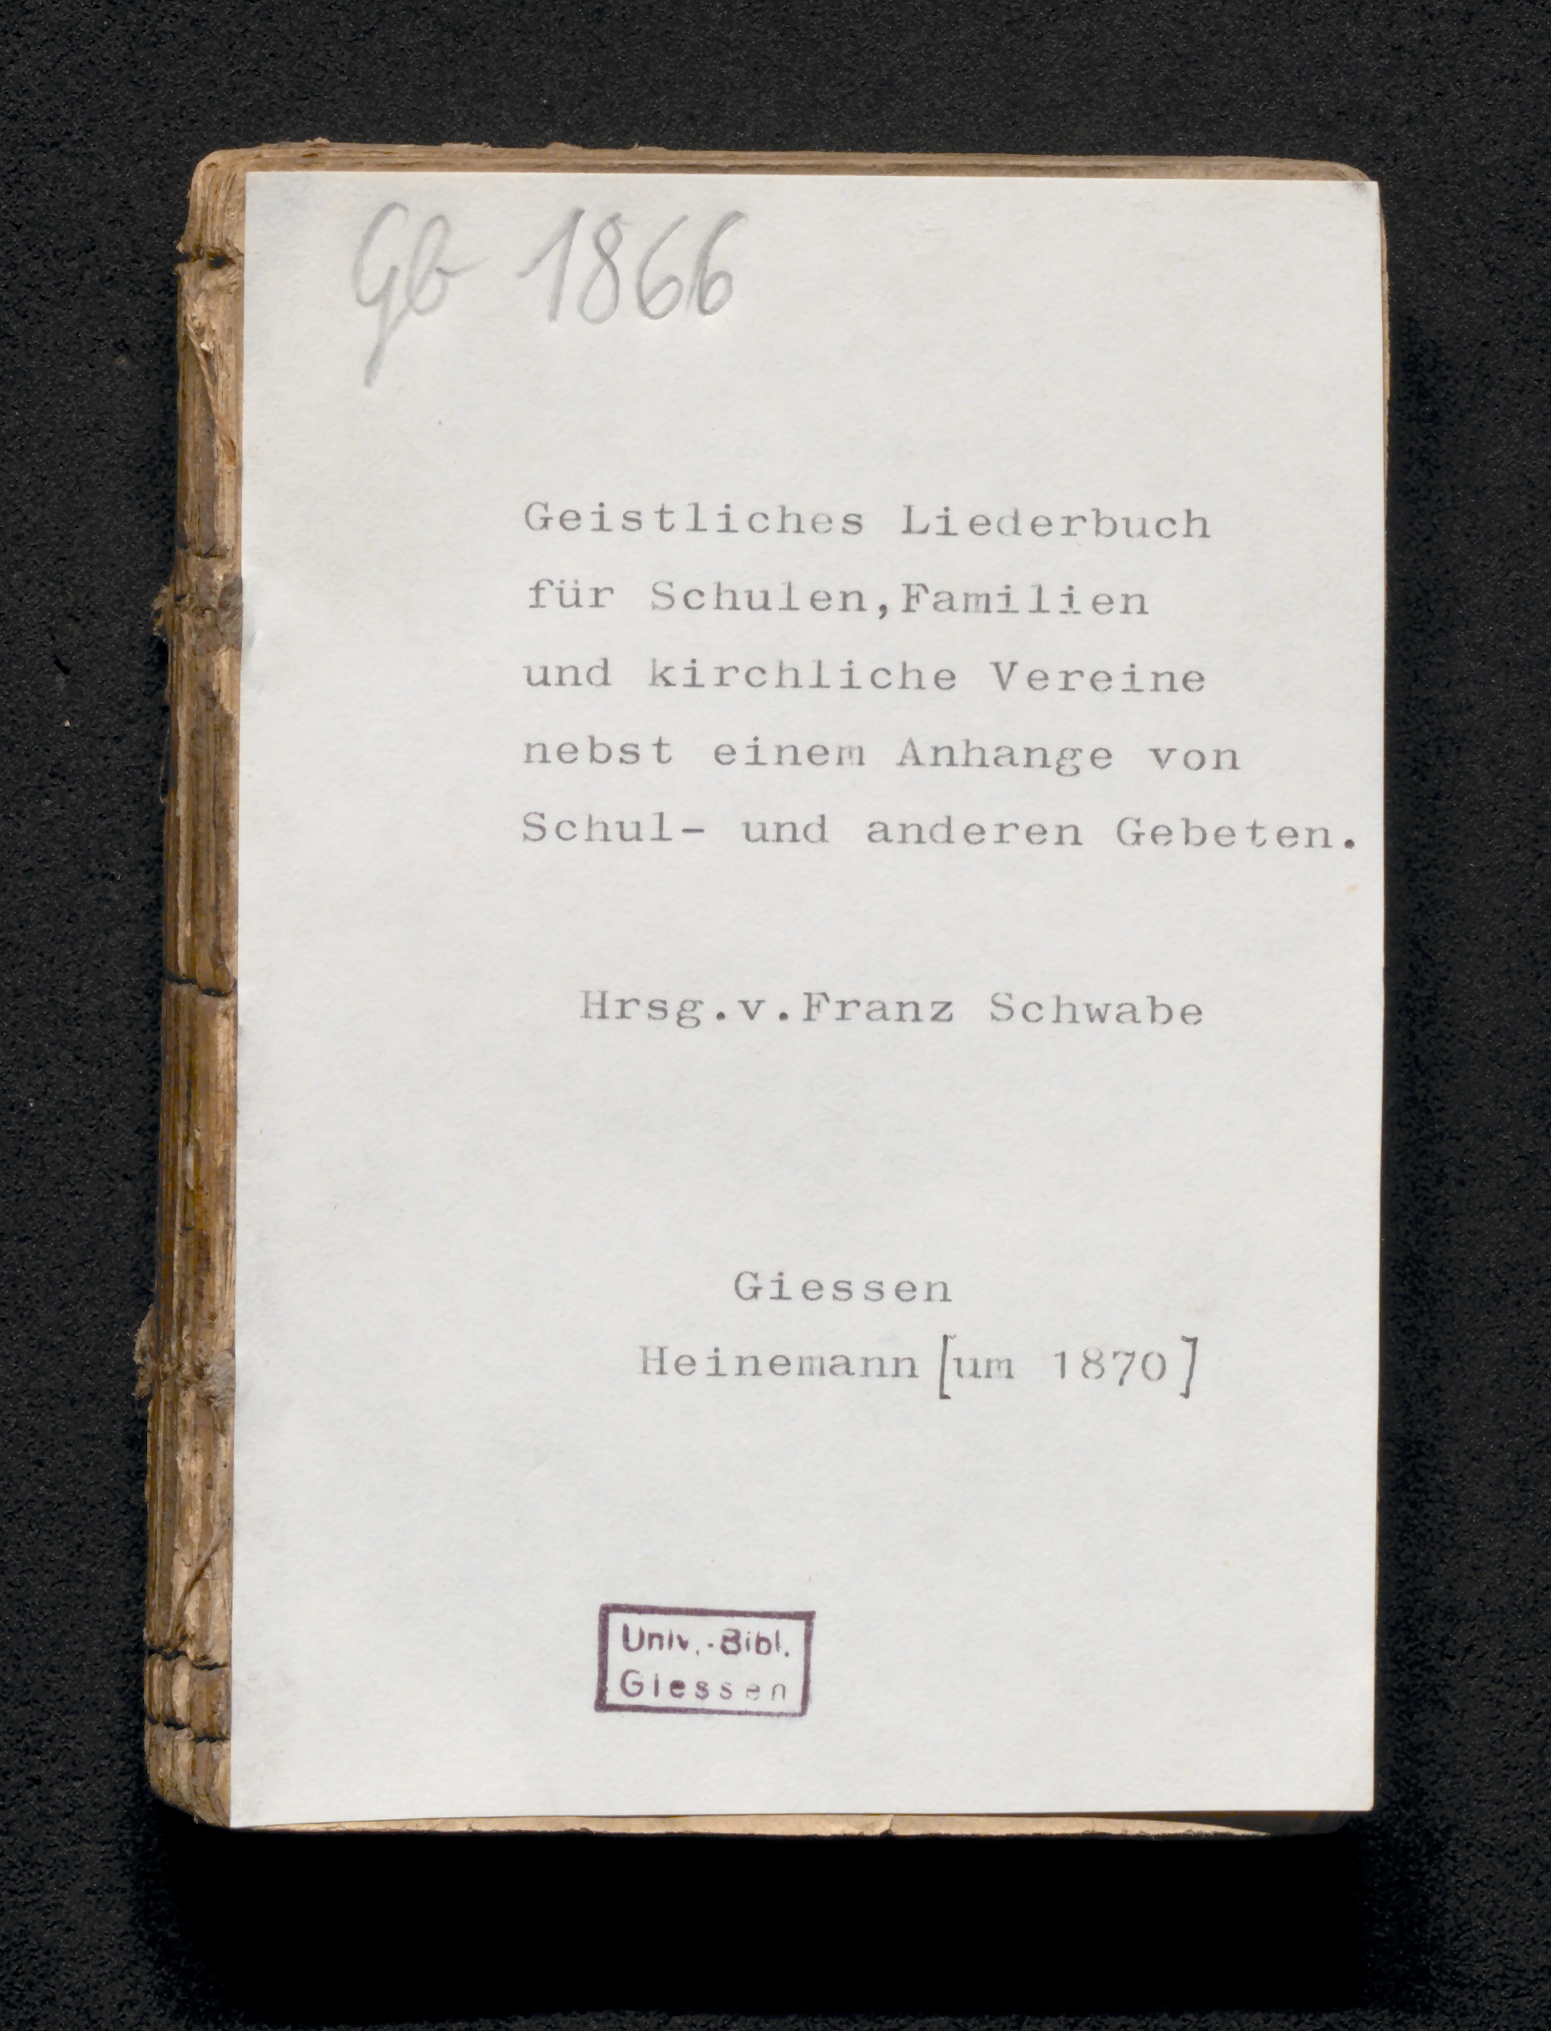 Gb 1866
Geistliches Liederbuch
für Schulen,Familien
und kirchliche Vereine
nebst einem Anhange von
Schul- und anderen Gebeten.
Hrsg.v.Franz Schwabe
Giessen
Heinemann [um 1870]
Univ.-Bibl.
Giessen